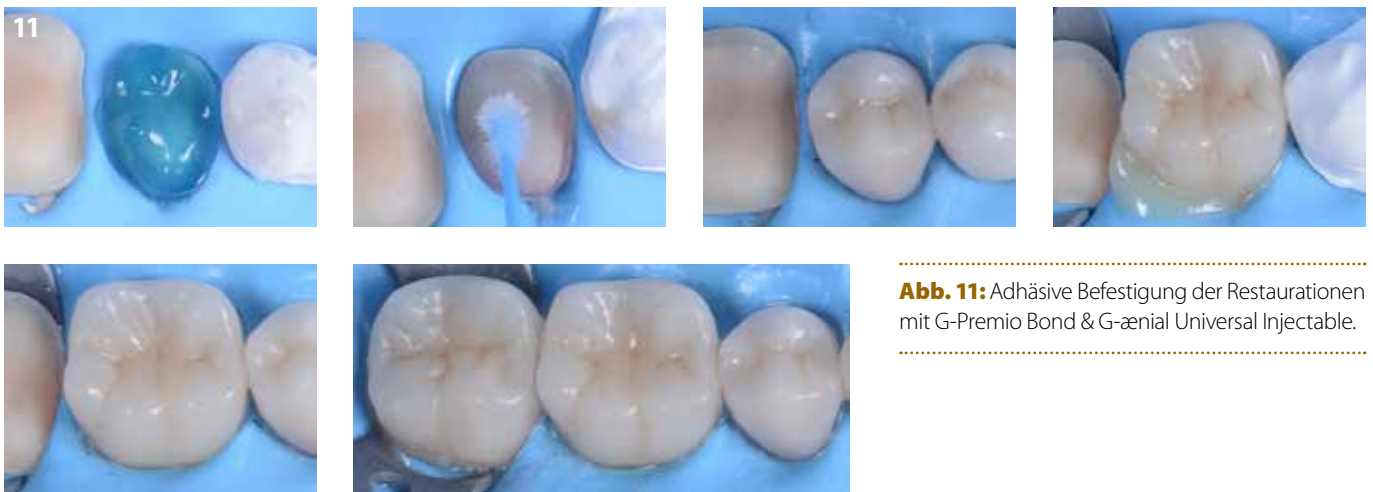 11
Abb. 11: Adhäsive Befestigung der Restaurationen
mit G-Premio Bond & G-ænial Universal Injectable.